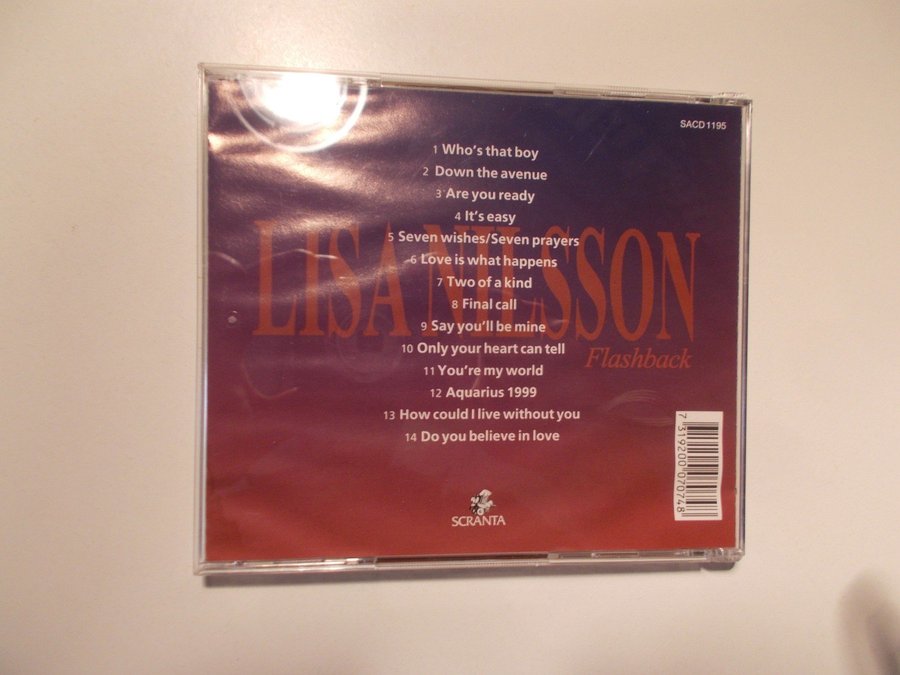 SACD 1195
1 Who's that boy
2 Down the avenue
3 Are you ready
4 It's easy
5 Seven wishes/Seven prayers
6 Love is what happens
7 Two of a kind
8 Final call
9 Say you'll be mine
10 Only your heart can tell
11 You're my world
12 Aquarius 1999
13 How could I live without you
14 Do you believe in love
LISA NILSSON
Flashback
7319200070748
SCRANTA